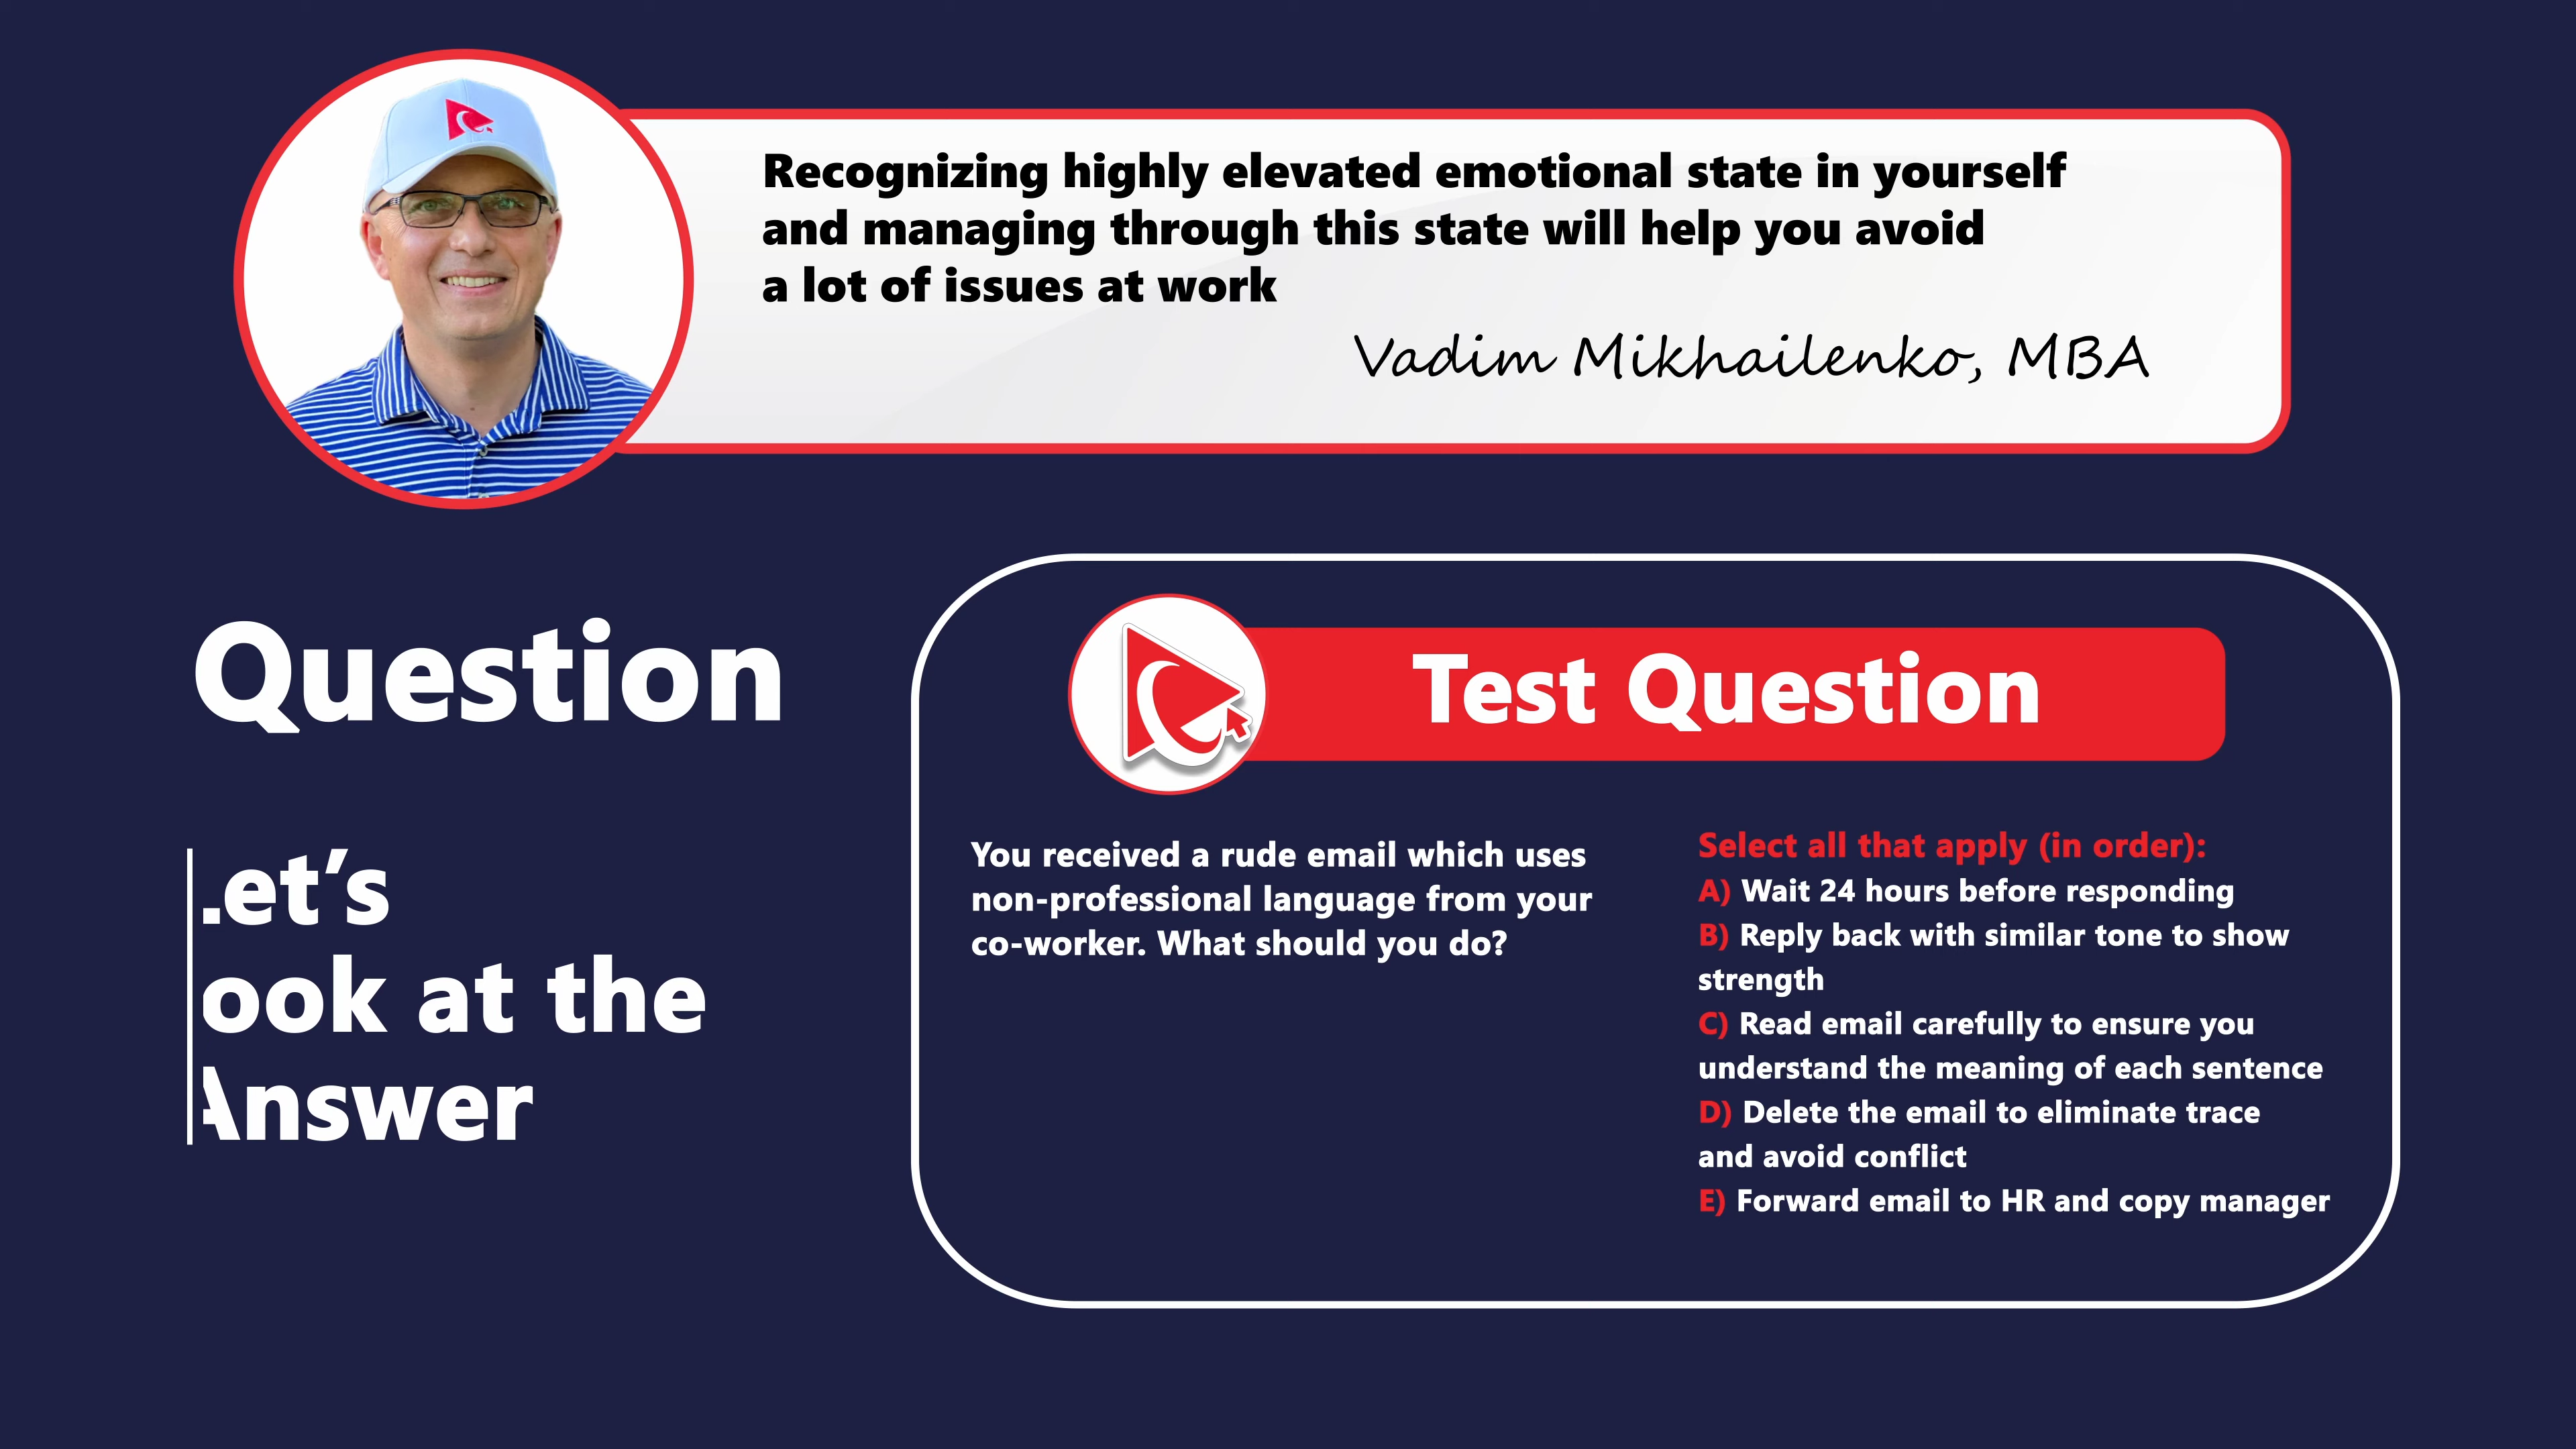 Recognizing highly elevated emotional state in yourself
and managing through this state will help you avoid
a lot of issues at work
Vadim Mikhailenko, MBA
Question
.et's
ook at the
Answer
Test Question
You received a rude email which uses
non-professional language from your
co-worker. What should you do?
Select all that apply (in order):
A) Wait 24 hours before responding
B) Reply back with similar tone to show
strength
C) Read email carefully to ensure you
understand the meaning of each sentence
D) Delete the email to eliminate trace
and avoid conflict
E) Forward email to HR and copy manager